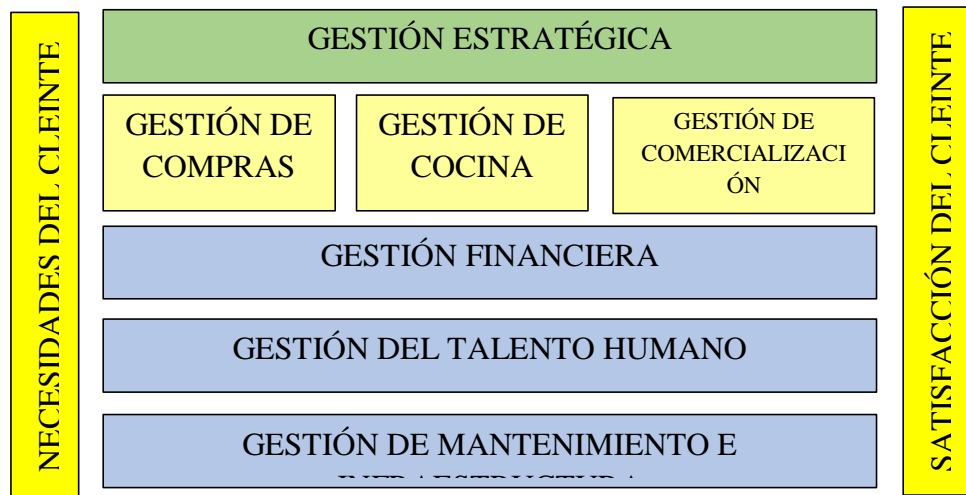 NECESIDADES DEL CLEINTE
GESTIÓN ESTRATÉGICA
GESTIÓN DE
COMPRAS
GESTIÓN DE
COCINA
GESTIÓN DE
COMERCIALIZACI
ÓN
GESTIÓN FINANCIERA
GESTIÓN DEL TALENTO HUMANO
GESTIÓN DE MANTENIMIENTO E
INFRAESTRUCTURA
SATISFACCIÓN DEL CLEINTE